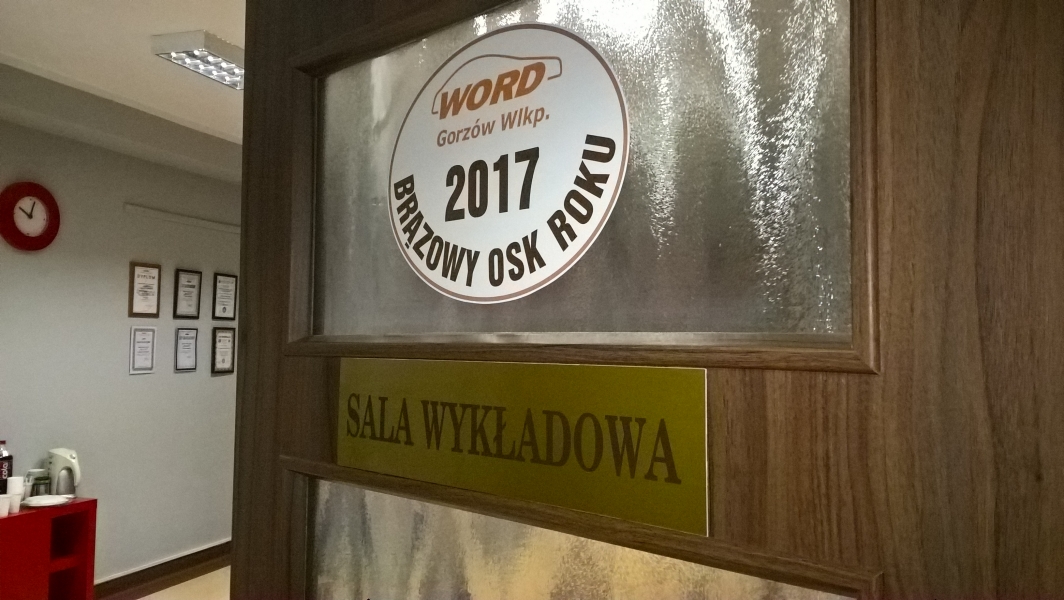 WORD
Gorzów Wlkp.
2017
BRĄZOWY OSK ROKU
SALA WYKŁADOWA